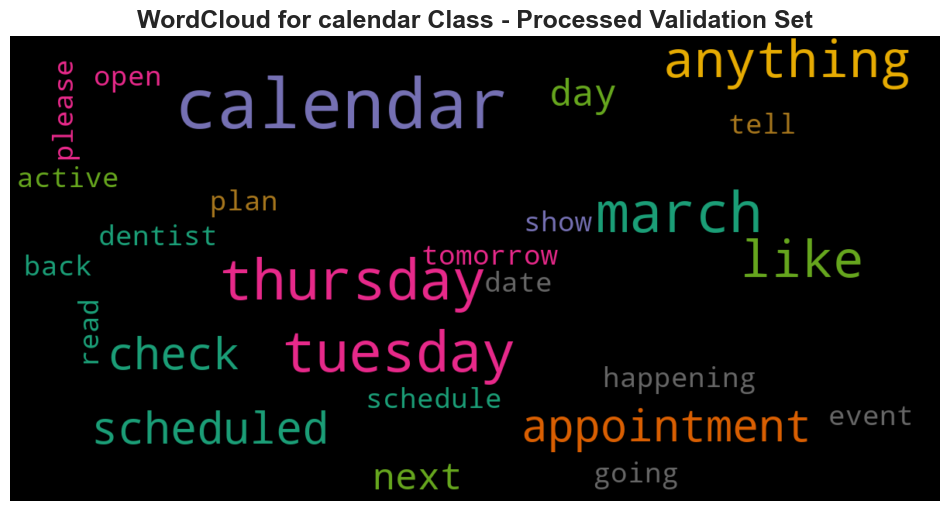 WordCloud for calendar Class - Processed Validation Set
anything
please
open
calendar
day
tell
active
plan
march
dentist
show
like
tomorrow
back
thursday
date
read
check
tuesday
happening
schedule
event
scheduled
appointment
next
going